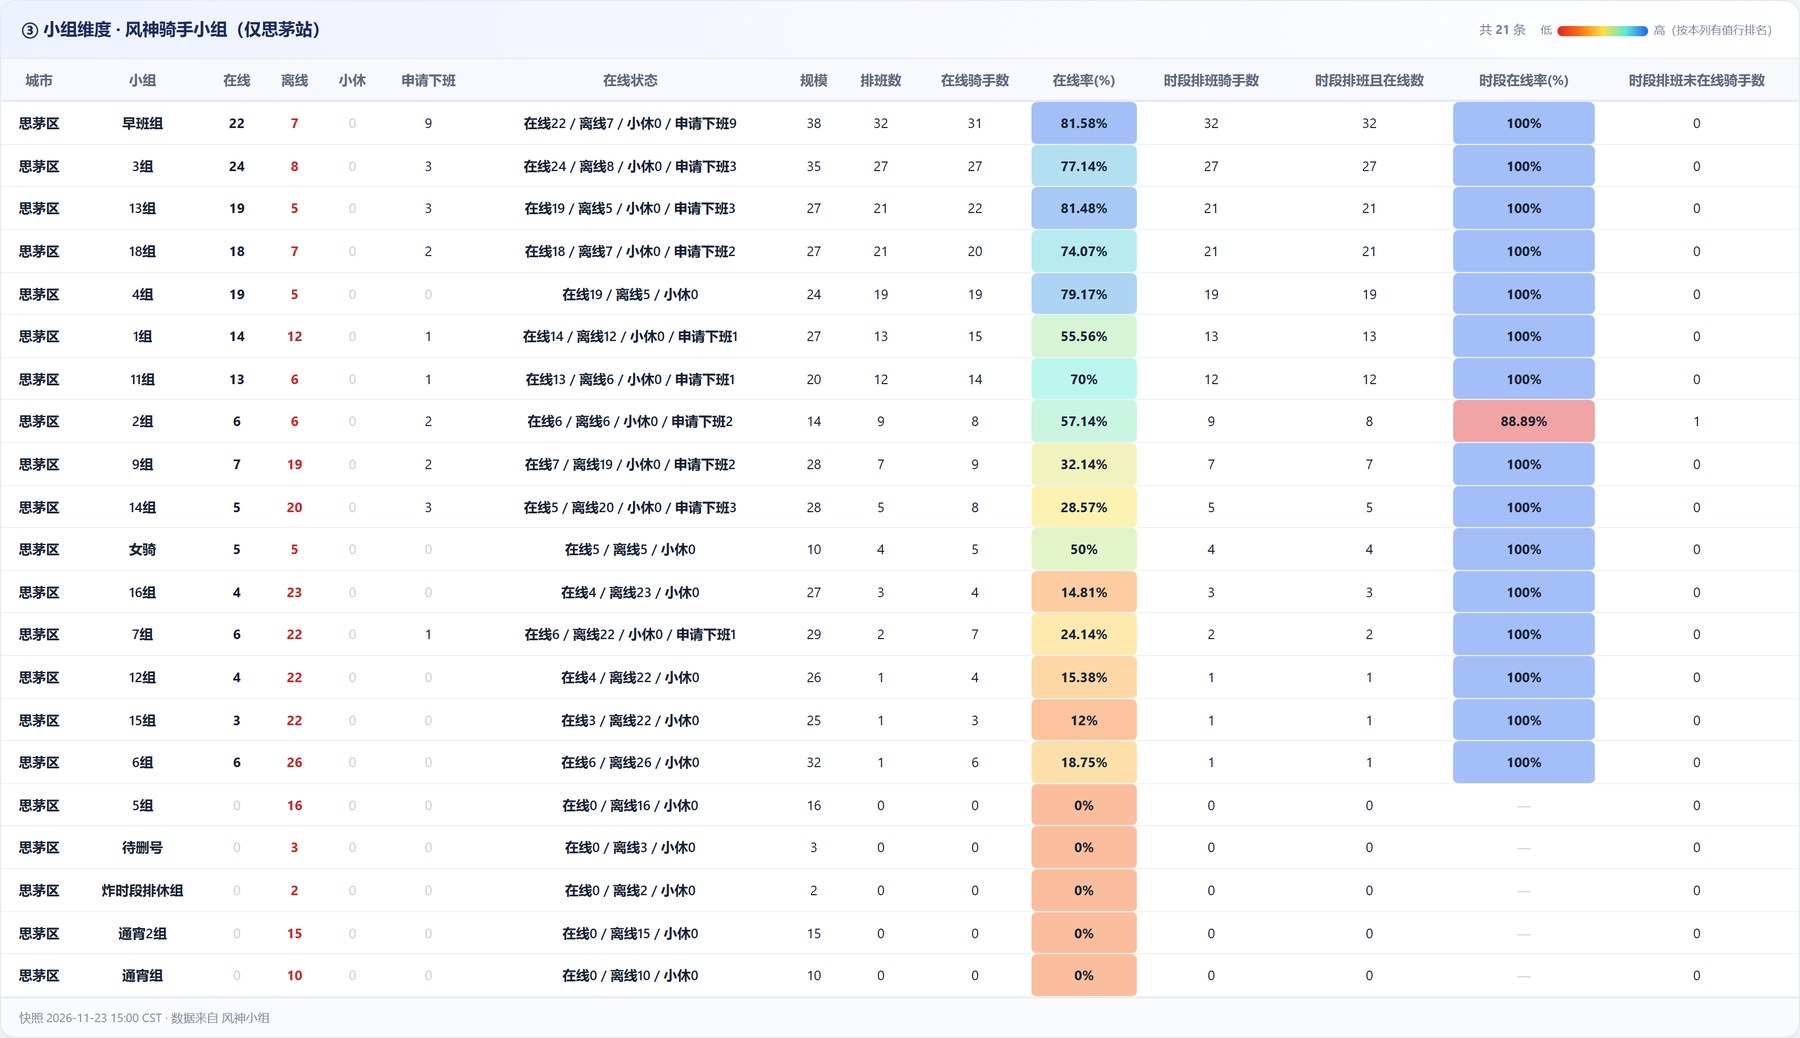 ③ 小组维度 · 风神骑手小组（仅思茅站）
共 21 条 低 高 (按本列有值行排名)
城市 小组 在线 离线 小休 申请下班 在线状态 规模 排班数 在线骑手数 在线率(%) 时段排班骑手数 时段排班且在线数 时段在线率(%) 时段排班未在线骑手数
思茅区 早班组 22 7 0 9 在线22 / 离线7 / 小休0 / 申请下班9 38 32 31 81.58% 32 32 100% 0
思茅区 3组 24 8 0 3 在线24 / 离线8 / 小休0 / 申请下班3 35 27 27 77.14% 27 27 100% 0
思茅区 13组 19 5 0 3 在线19 / 离线5 / 小休0 / 申请下班3 27 21 22 81.48% 21 21 100% 0
思茅区 18组 18 7 0 2 在线18 / 离线7 / 小休0 / 申请下班2 27 21 20 74.07% 21 21 100% 0
思茅区 4组 19 5 0 0 在线19 / 离线5 / 小休0 24 19 19 79.17% 19 19 100% 0
思茅区 1组 14 12 0 1 在线14 / 离线12 / 小休0 / 申请下班1 27 13 15 55.56% 13 13 100% 0
思茅区 11组 13 6 0 1 在线13 / 离线6 / 小休0 / 申请下班1 20 12 14 70% 12 12 100% 0
思茅区 2组 6 6 0 2 在线6 / 离线6 / 小休0 / 申请下班2 14 9 8 57.14% 9 8 88.89% 1
思茅区 9组 7 19 0 2 在线7 / 离线19 / 小休0 / 申请下班2 28 7 9 32.14% 7 7 100% 0
思茅区 14组 5 20 0 3 在线5 / 离线20 / 小休0 / 申请下班3 28 5 8 28.57% 5 5 100% 0
思茅区 女骑 5 5 0 0 在线5 / 离线5 / 小休0 10 4 5 50% 4 4 100% 0
思茅区 16组 4 23 0 0 在线4 / 离线23 / 小休0 27 3 4 14.81% 3 3 100% 0
思茅区 7组 6 22 0 1 在线6 / 离线22 / 小休0 / 申请下班1 29 2 7 24.14% 2 2 100% 0
思茅区 12组 4 22 0 0 在线4 / 离线22 / 小休0 26 1 4 15.38% 1 1 100% 0
思茅区 15组 3 22 0 0 在线3 / 离线22 / 小休0 25 1 3 12% 1 1 100% 0
思茅区 6组 6 26 0 0 在线6 / 离线26 / 小休0 32 1 6 18.75% 1 1 100% 0
思茅区 5组 0 16 0 0 在线0 / 离线16 / 小休0 16 0 0 0% 0 0 — 0
思茅区 待删号 0 3 0 0 在线0 / 离线3 / 小休0 3 0 0 0% 0 0 — 0
思茅区 炸时段排休组 0 2 0 0 在线0 / 离线2 / 小休0 2 0 0 0% 0 0 — 0
思茅区 通宵2组 0 15 0 0 在线0 / 离线15 / 小休0 15 0 0 0% 0 0 — 0
思茅区 通宵组 0 10 0 0 在线0 / 离线10 / 小休0 10 0 0 0% 0 0 — 0
快照 2026-11-23 15:00 CST · 数据来自 风神小组